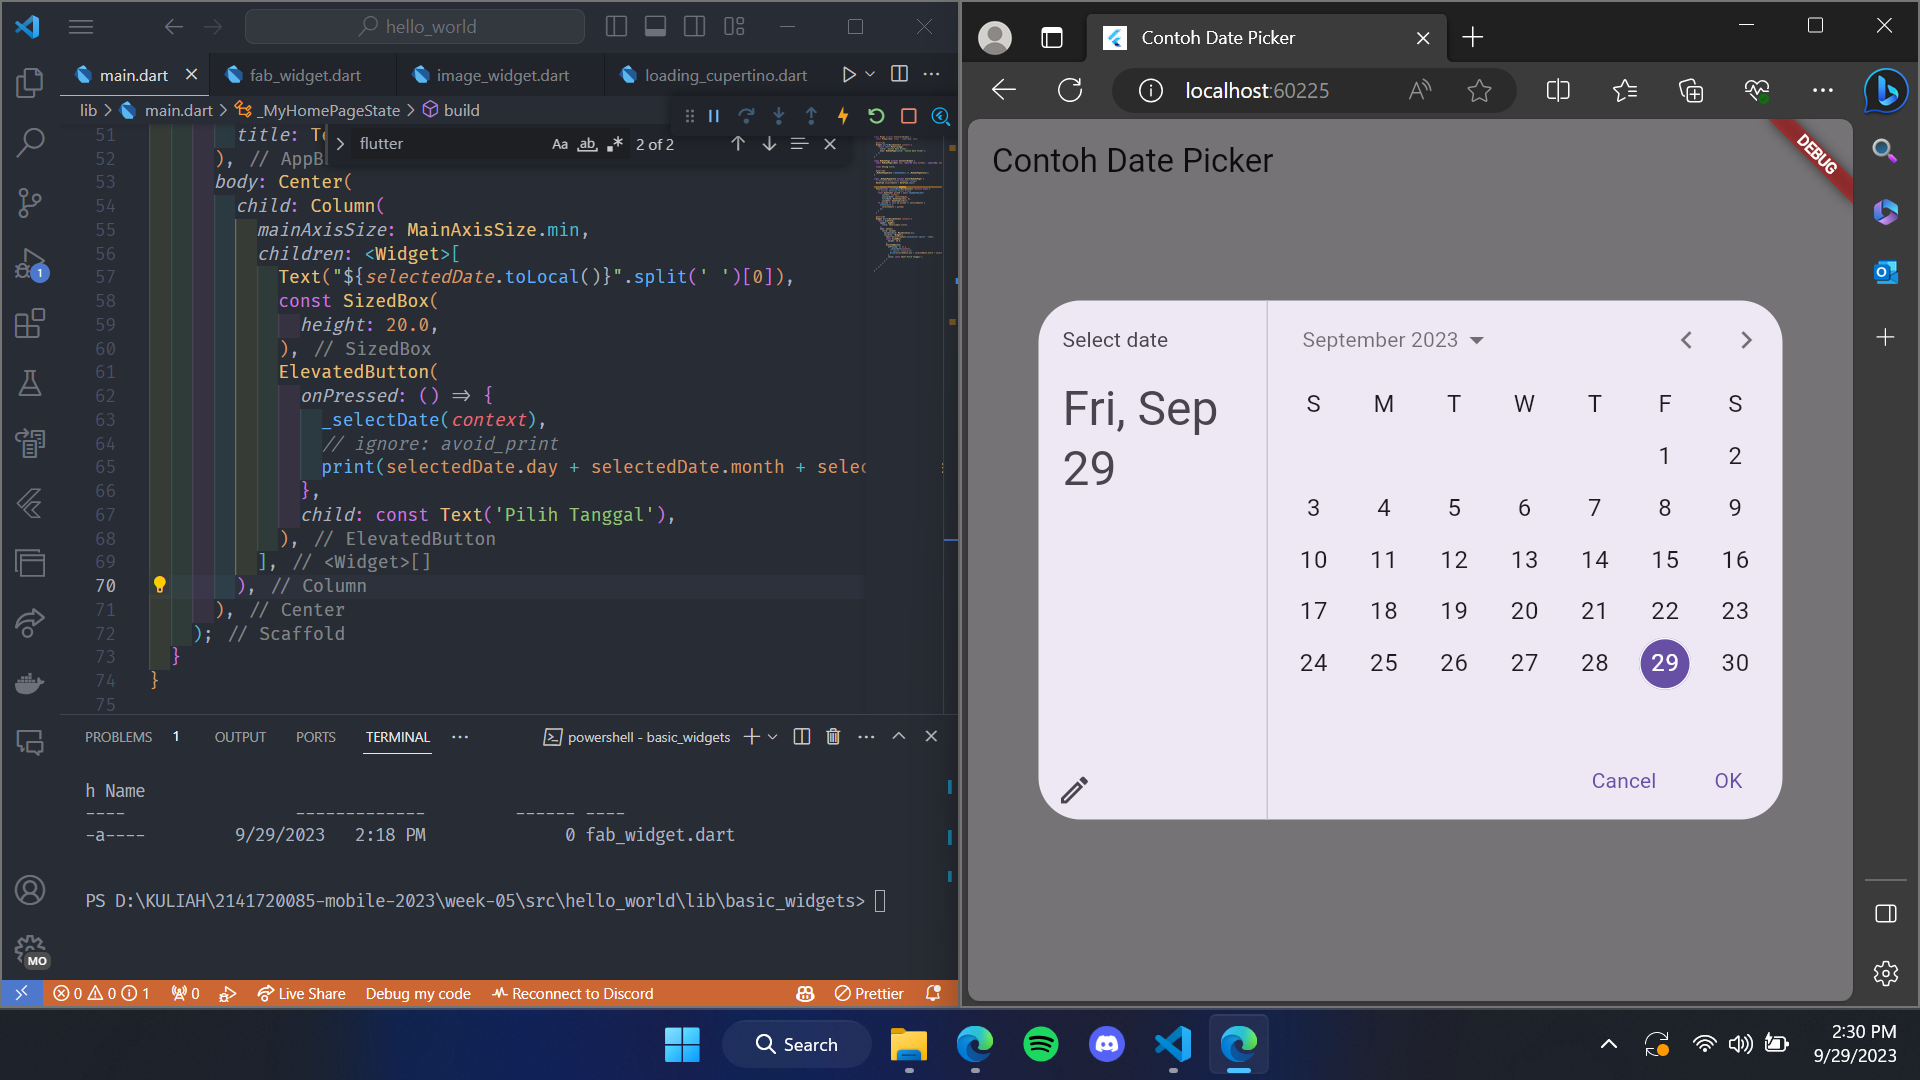 hello_world
main.dart
fab_widget.dart
image_widget.dart
loading_cupertino.dart
lib > main.dart > _MyHomePageState > build
flutter
Aa ab 2 of 2
51 title:
52 ), // AppB
53 body: Center(
54 child: Column(
55 mainAxisSize: MainAxisSize.min,
56 children: <Widget>[
57 Text("${selectedDate.toLocal()}".split(' ')[0]),
58 const SizedBox(
59 height: 20.0,
60 ), // SizedBox
61 ElevatedButton(
62 onPressed: () => {
63 _selectDate(context),
64 // ignore: avoid_print
65 print(selectedDate.day + selectedDate.month + selec
66 },
67 child: const Text('Pilih Tanggal'),
68 ), // ElevatedButton
69 ], // <Widget>[]
70 ), // Column
71 ), // Center
72 ); // Scaffold
73 }
74 }
75
1
PROBLEMS 1 OUTPUT PORTS TERMINAL
powershell - basic_widgets
h Name
---- ------------- ------ ----
-a---- 9/29/2023 2:18 PM 0 fab_widget.dart
PS D:\KULIAH\2141720085-mobile-2023\week-05\src\hello_world\lib\basic_widgets>
MO
0 0 1 0 Live Share Debug my code Reconnect to Discord Prettier
Contoh Date Picker
localhost:60225
Contoh Date Picker
DEBUG
Select date
Fri, Sep
29
September 2023
S M T W T F S
1 2
3 4 5 6 7 8 9
10 11 12 13 14 15 16
17 18 19 20 21 22 23
24 25 26 27 28 29 30
Cancel OK
Search
2:30 PM
9/29/2023